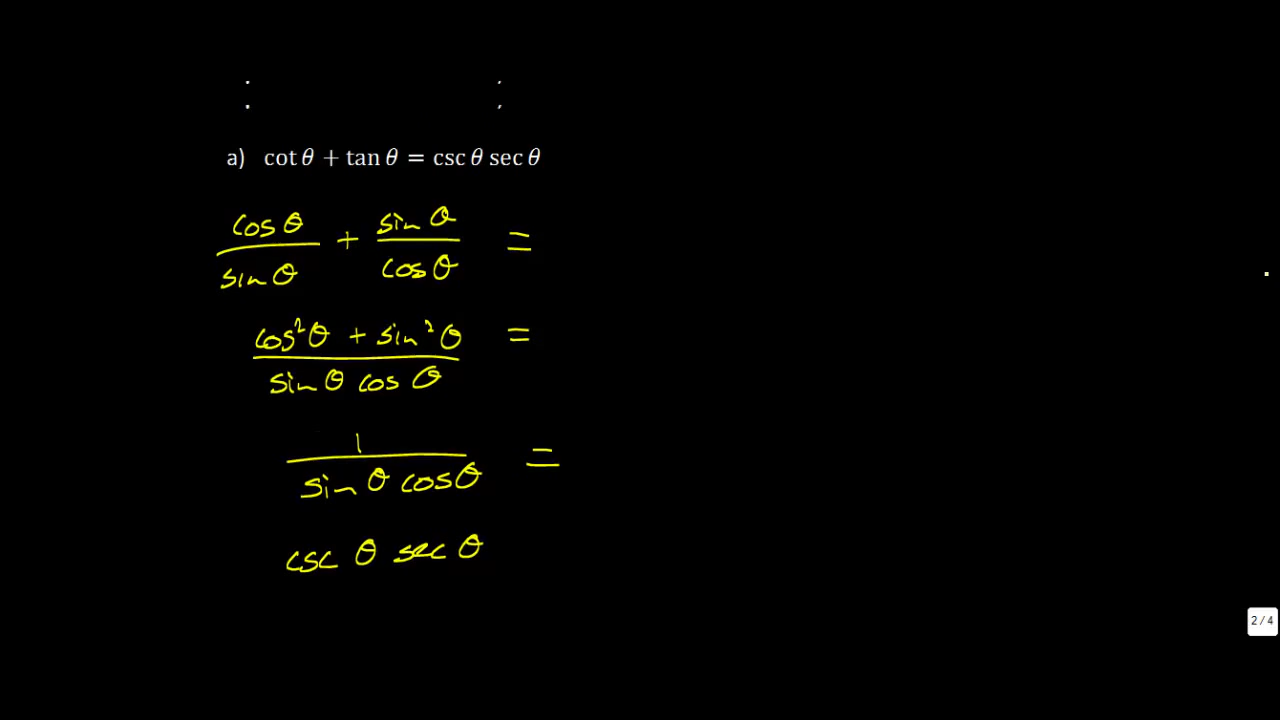 a) cot θ + tan θ = csc θ sec θ
cos θ / sin θ + sin θ / cos θ =
cos²θ + sin²θ / sin θ cos θ =
1 / sin θ cos θ =
csc θ sec θ
2 / 4